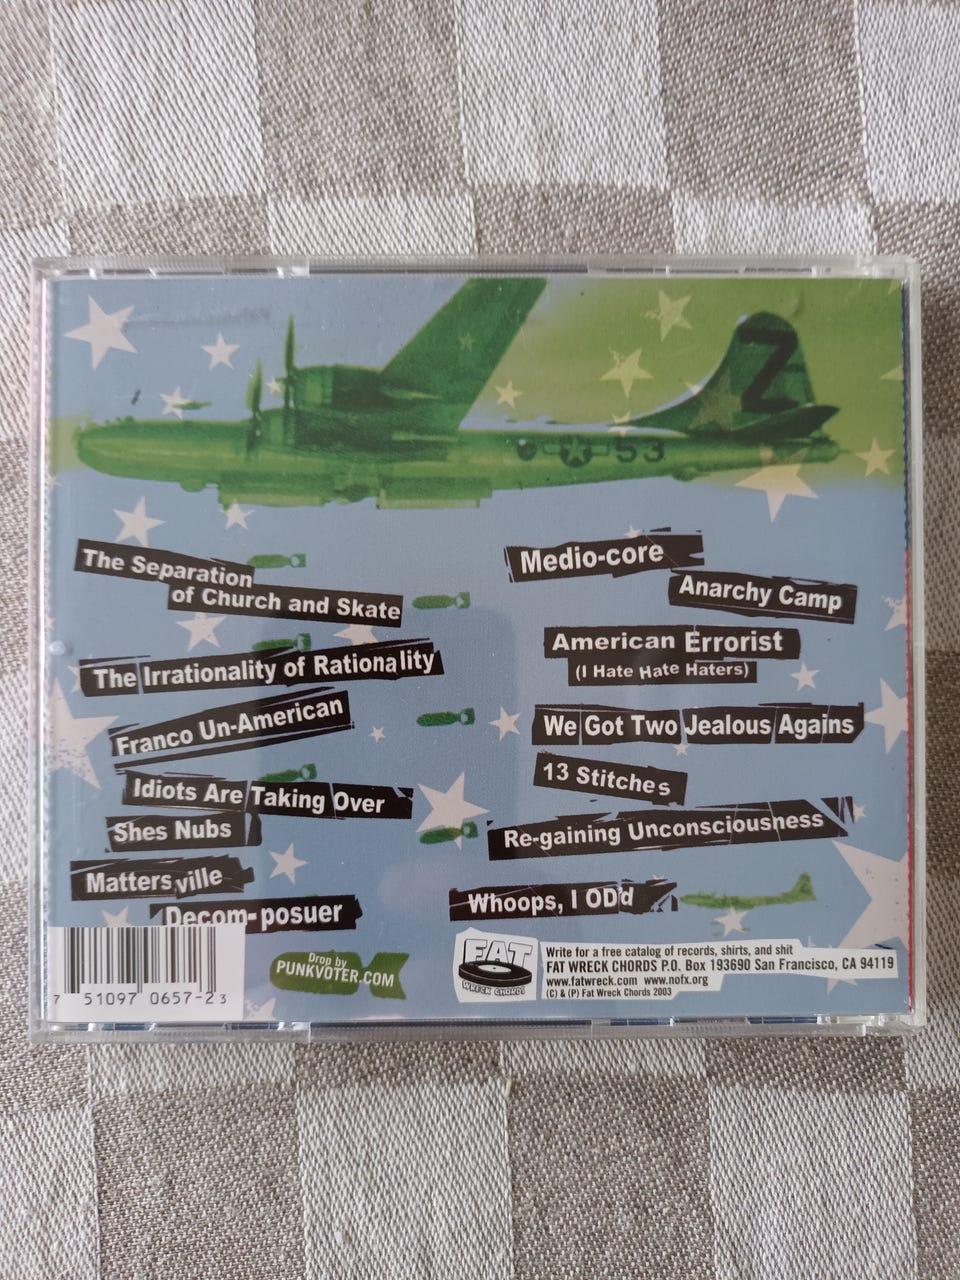 Z
53
The Separation
of Church and Skate
The Irrationality of Rationality
Franco Un-American
Idiots Are Taking Over
Shes Nubs
Mattersville
Decom-posuer
Medio-core
Anarchy Camp
American Errorist
(I Hate Hate Haters)
We Got Two Jealous Agains
13 Stitches
Re-gaining Unconsciousness
Whoops, I OD'd
7 51097 0657-2 3
Drop by
PUNKVOTER.COM
FAT
WRECK CHORDS
Write for a free catalog of records, shirts, and shit
FAT WRECK CHORDS P.O. Box 193690 San Francisco, CA 94119
www.fatwreck.com www.nofx.org
(C) & (P) Fat Wreck Chords 2003